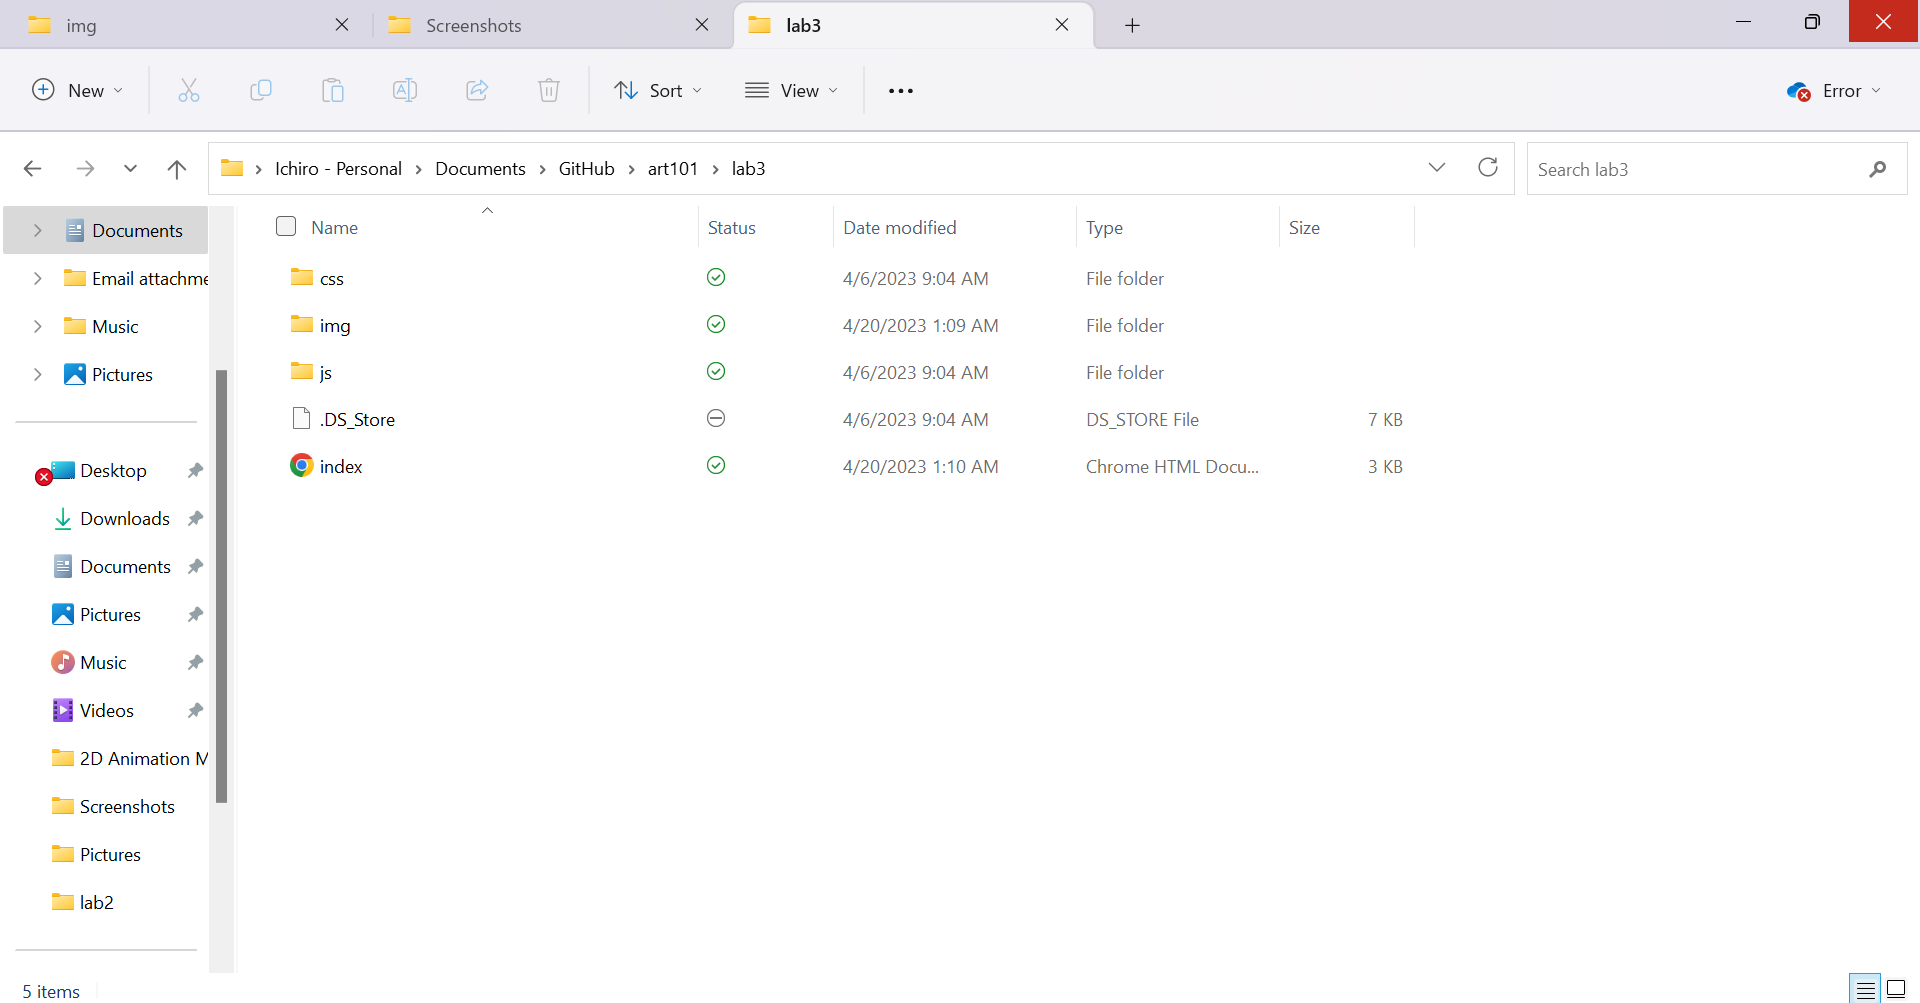 img
Screenshots
lab3
New
Sort
View
Error
Ichiro - Personal > Documents > GitHub > art101 > lab3
Search lab3
Documents
Email attachme
Music
Pictures
Desktop
Downloads
Documents
Pictures
Music
Videos
2D Animation M
Screenshots
Pictures
lab2
Name Status Date modified Type Size
css 4/6/2023 9:04 AM File folder
img 4/20/2023 1:09 AM File folder
js 4/6/2023 9:04 AM File folder
.DS_Store 4/6/2023 9:04 AM DS_STORE File 7 KB
index 4/20/2023 1:10 AM Chrome HTML Docu... 3 KB
5 items